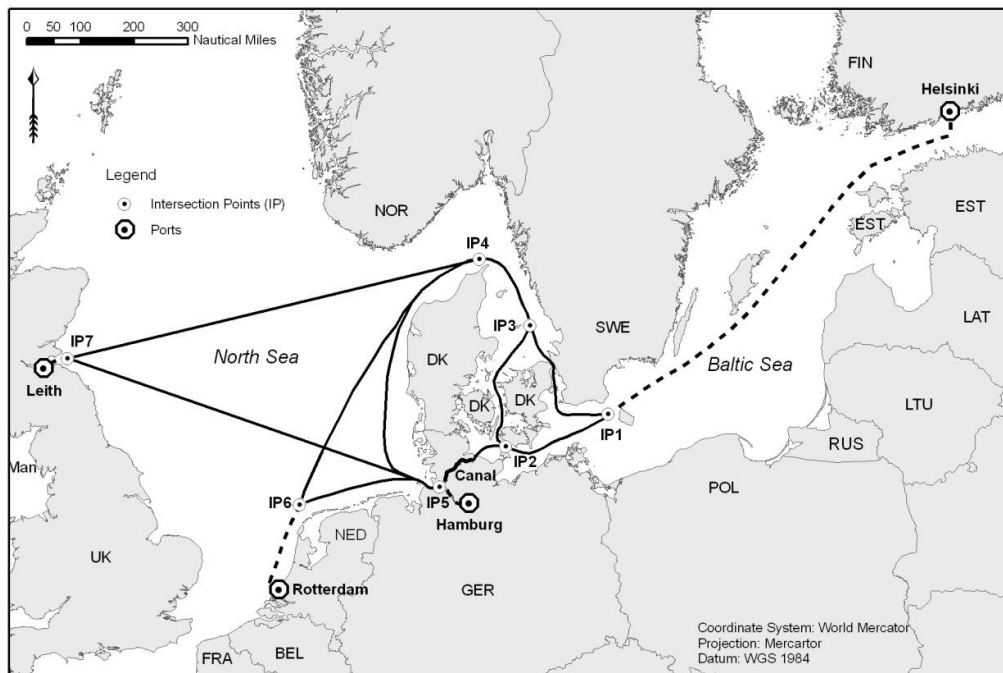 0 50 100 200 300
Nautical Miles
FIN
Helsinki
Legend
Intersection Points (IP)
Ports
NOR
EST
EST
IP4
IP3
SWE
LAT
IP7
North Sea
DK
Baltic Sea
Leith
DK
DK
LTU
IP1
RUS
IP2
Man
Canal
POL
IP5
IP6
Hamburg
NED
UK
Rotterdam
GER
Coordinate System: World Mercator
Projection: Mercartor
Datum: WGS 1984
FRA
BEL